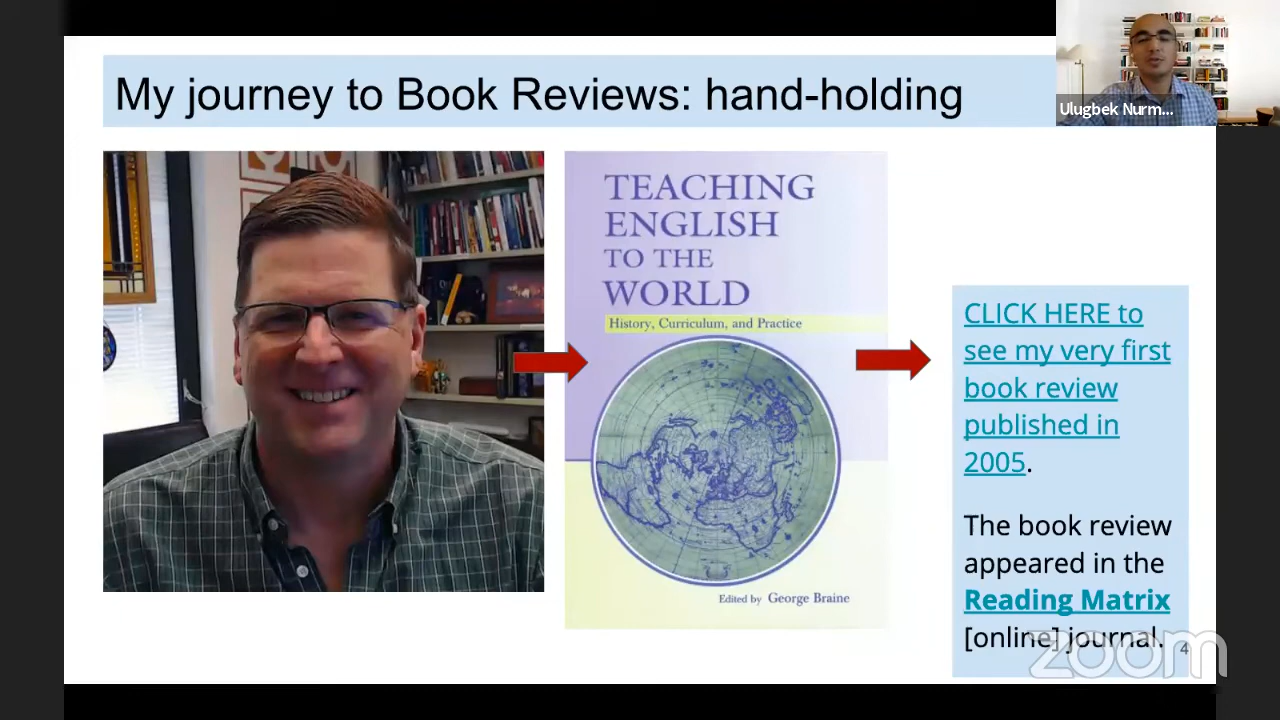 My journey to Book Reviews: hand-holding
Ulugbek Nurm...
TEACHING
ENGLISH
TO THE
WORLD
History, Curriculum, and Practice
Edited by George Braine
CLICK HERE to
see my very first
book review
published in
2005.
The book review
appeared in the
Reading Matrix
[online] journal.
zoom
4